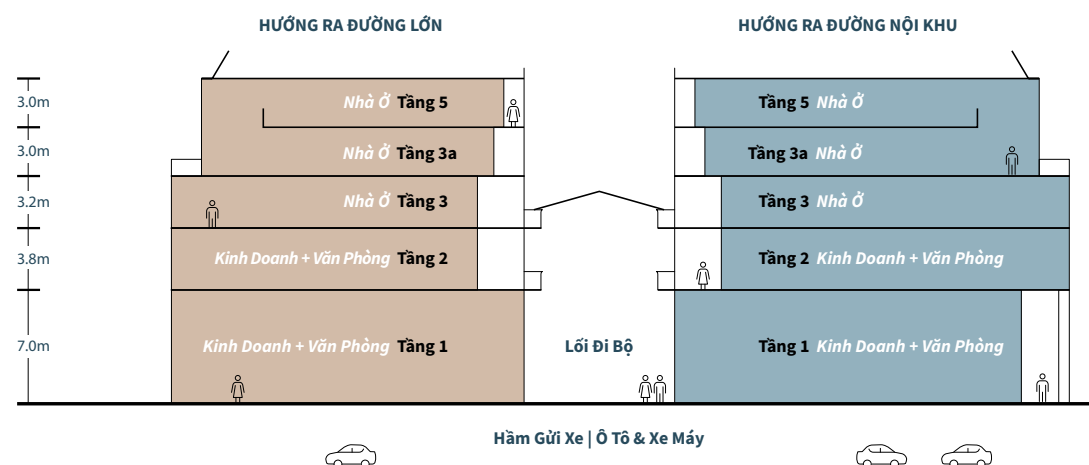 HƯỚNG RA ĐƯỜNG LỚN
HƯỚNG RA ĐƯỜNG NỘI KHU
3.0m
Nhà Ở Tầng 5
Tầng 5 Nhà Ở
3.0m
Nhà Ở Tầng 3a
Tầng 3a Nhà Ở
3.2m
Nhà Ở Tầng 3
Tầng 3 Nhà Ở
3.8m
Kinh Doanh + Văn Phòng Tầng 2
Tầng 2 Kinh Doanh + Văn Phòng
7.0m
Kinh Doanh + Văn Phòng Tầng 1
Lối Đi Bộ
Tầng 1 Kinh Doanh + Văn Phòng
Hầm Gửi Xe | Ô Tô & Xe Máy